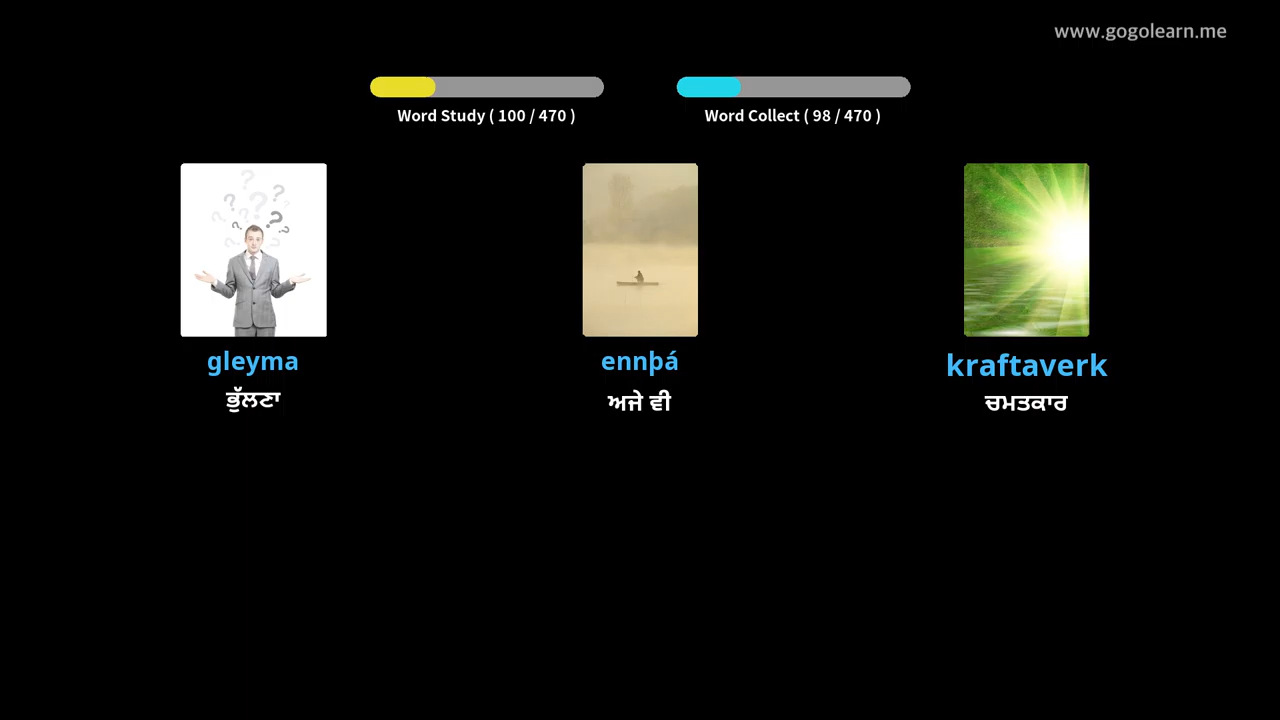 www.gogolearn.me
Word Study ( 100 / 470 )
Word Collect ( 98 / 470 )
gleyma
ennþá
kraftaverk
ਭੁੱਲਣਾ
ਅਜੇ ਵੀ
ਚਮਤਕਾਰ